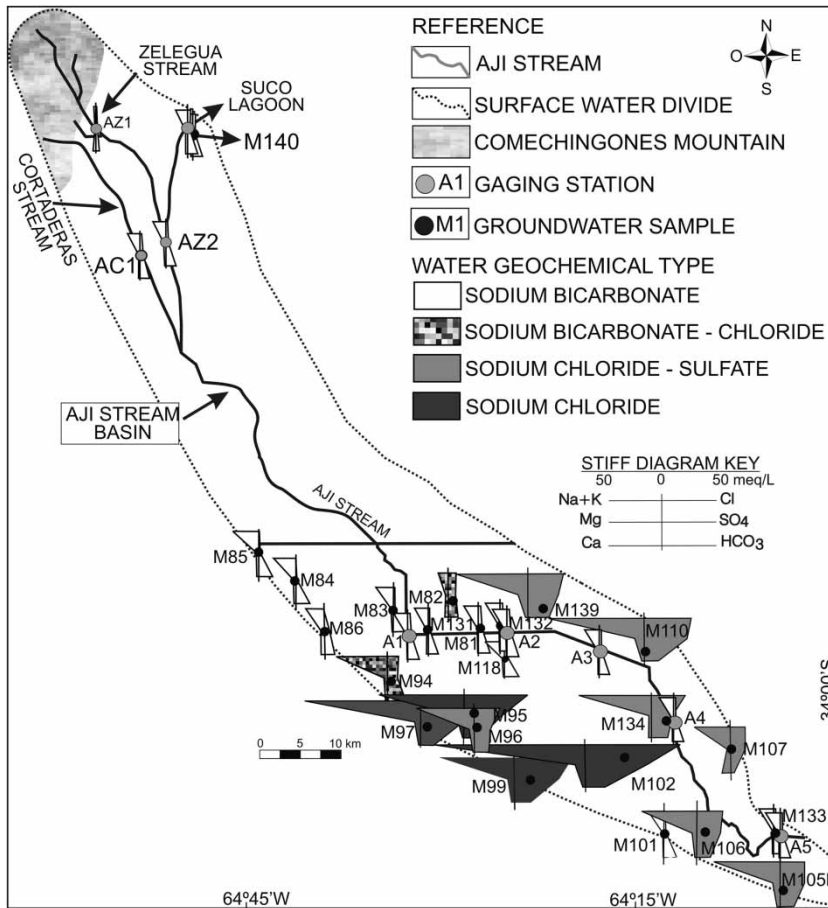 REFERENCE
AJI STREAM
SURFACE WATER DIVIDE
COMECHINGONES MOUNTAIN
A1 GAGING STATION
M1 GROUNDWATER SAMPLE
WATER GEOCHEMICAL TYPE
SODIUM BICARBONATE
SODIUM BICARBONATE - CHLORIDE
SODIUM CHLORIDE - SULFATE
SODIUM CHLORIDE
STIFF DIAGRAM KEY
50 0 50 meq/L
Na+K Cl
Mg SO4
Ca HCO3
N
O E
S
ZELEGUA
STREAM
SUCO
LAGOON
AZ1
M140
CORTADERAS
STREAM
AZ2
AC1
AJI STREAM
BASIN
AJI STREAM
M85
M84
M86
M83
M82
M139
M131
M132
A1
M81
A2
M118
M110
A3
M94
M95
M97
M96
M134
A4
M107
M102
M99
M133
M101
M106
A5
M105
0 5 10 km
34º00'S
64º45'W
64º15'W